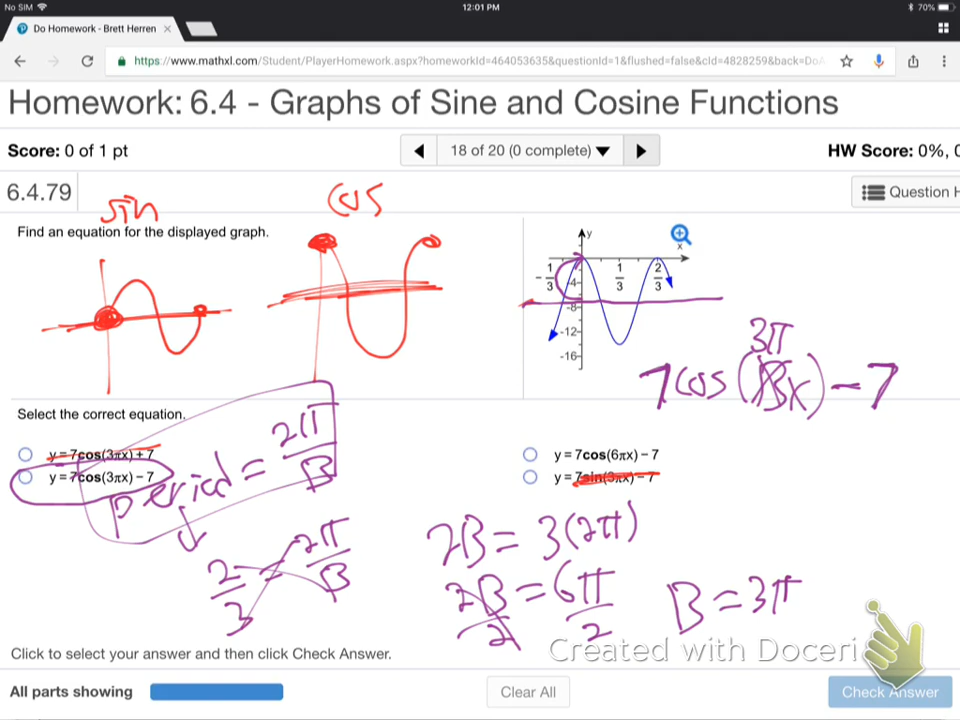 No SIM 12:01 PM 70%
Do Homework - Brett Herren ×
https://www.mathxl.com/Student/PlayerHomework.aspx?homeworkId=464053635&questionId=1&flushed=false&cId=4828259&back=DoA
Homework: 6.4 - Graphs of Sine and Cosine Functions
Score: 0 of 1 pt
18 of 20 (0 complete)
HW Score: 0%, 0
6.4.79
Question H
sin
cos
Find an equation for the displayed graph.
y
x
-1/3
1/3
2/3
-4
-8
-12
-16
3π
7cos(Bx) - 7
Select the correct equation.
y = 7cos(3πx) + 7
y = 7cos(3πx) - 7
y = 7cos(6πx) - 7
y = 7sin(3πx) - 7
period = 2π/B
2/3 = 2π/B
2B = 3(2π)
2B/2 = 6π/2
B = 3π
Created with Doceri
Click to select your answer and then click Check Answer.
All parts showing
Clear All
Check Answer